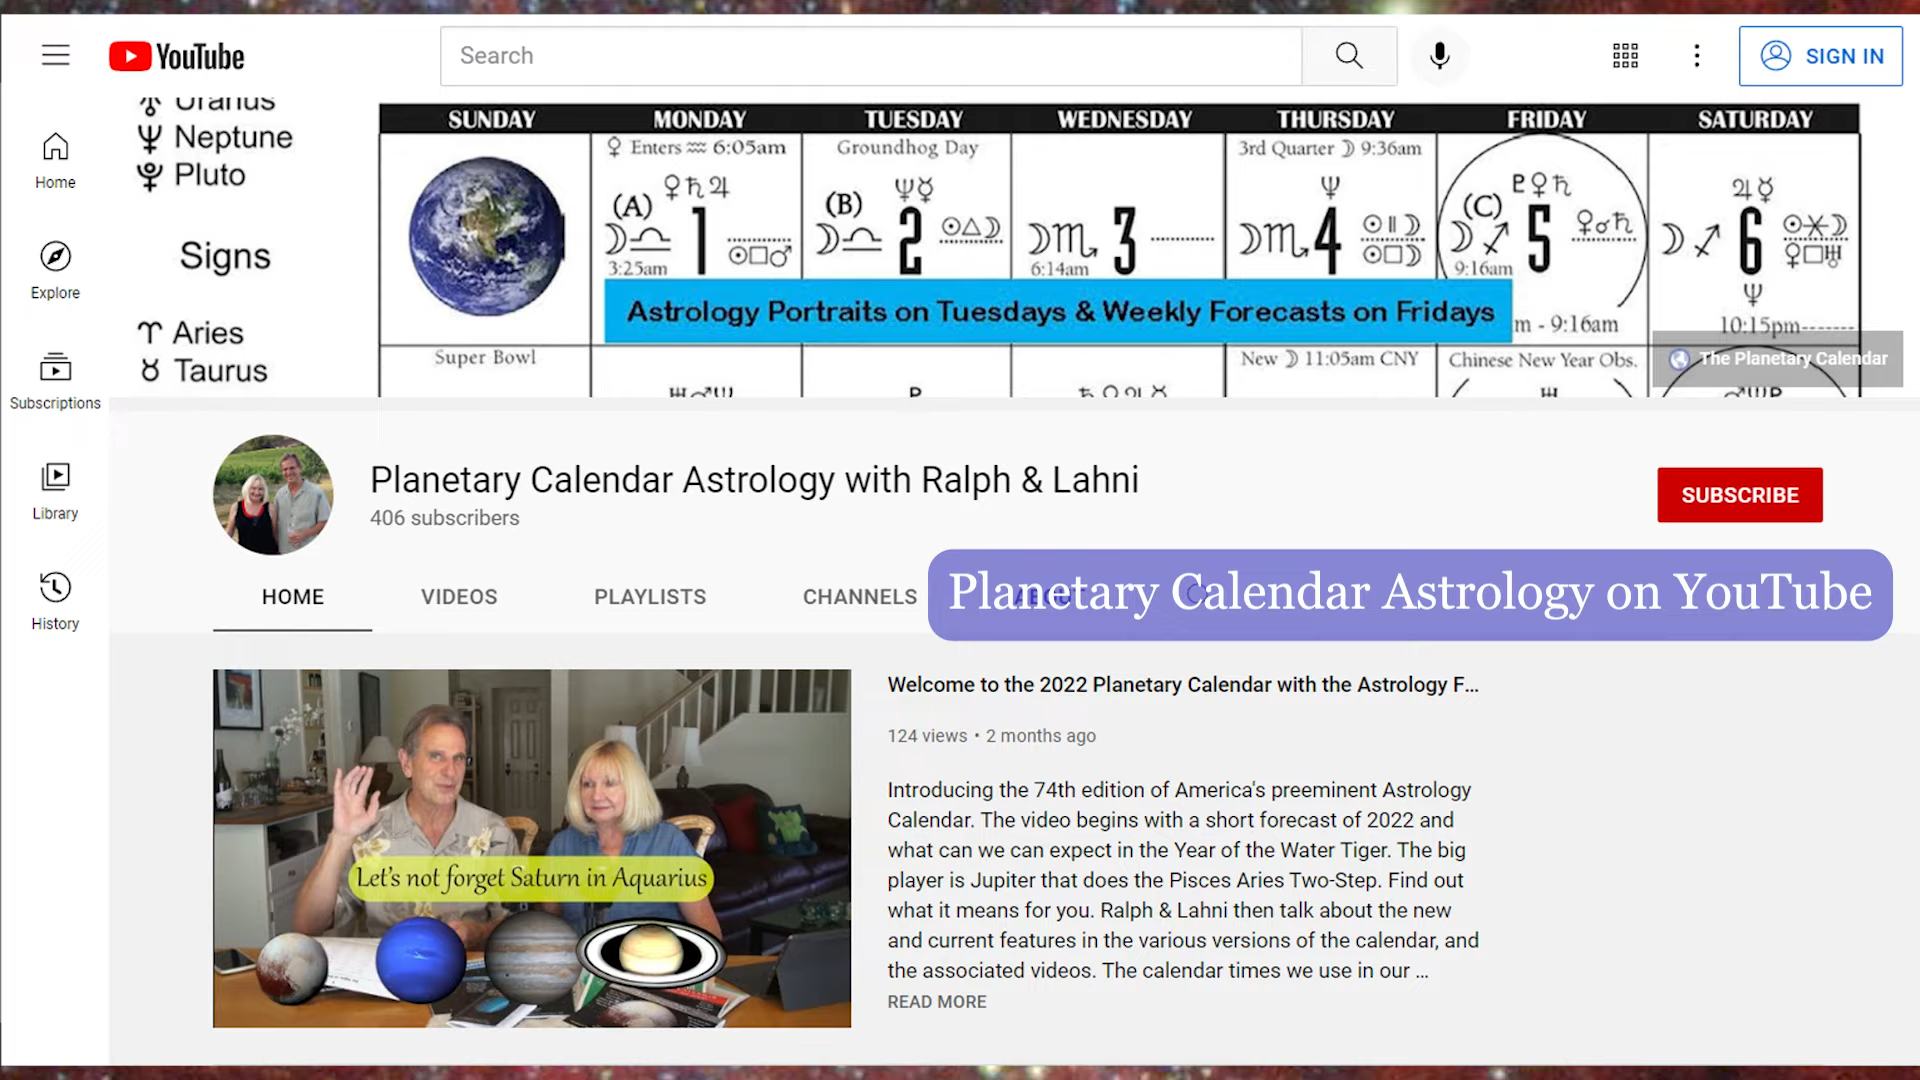 YouTube
Search
SIGN IN
Home
Explore
Subscriptions
Library
History
Uranus
♆ Neptune
Pluto
Signs
♈ Aries
♉ Taurus
SUNDAY MONDAY TUESDAY WEDNESDAY THURSDAY FRIDAY SATURDAY
♀ Enters ♒ 6:05am
Groundhog Day
3rd Quarter ☽ 9:36am
(A) ♀♄♃
☽♎ 1 ☉□♂
3:25am
(B) ♆☿
☽♎ 2 ☉△☽
☽♏ 3
6:14am
♆
☽♏ 4 ☉∥☽
☉□☽
(C) ♇♀♄
☽♐ 5 ♀☌♄
9:16am
m - 9:16am
♃☿
☽♐ 6 ☉⚹☽
♀□♅
♆
10:15pm
Astrology Portraits on Tuesdays & Weekly Forecasts on Fridays
Super Bowl
New ☽ 11:05am CNY
Chinese New Year Obs.
The Planetary Calendar
Planetary Calendar Astrology with Ralph & Lahni
406 subscribers
SUBSCRIBE
HOME VIDEOS PLAYLISTS CHANNELS ABOUT
Planetary Calendar Astrology on YouTube
Let's not forget Saturn in Aquarius
Welcome to the 2022 Planetary Calendar with the Astrology F...
124 views • 2 months ago
Introducing the 74th edition of America's preeminent Astrology
Calendar. The video begins with a short forecast of 2022 and
what can we can expect in the Year of the Water Tiger. The big
player is Jupiter that does the Pisces Aries Two-Step. Find out
what it means for you. Ralph & Lahni then talk about the new
and current features in the various versions of the calendar, and
the associated videos. The calendar times we use in our ...
READ MORE